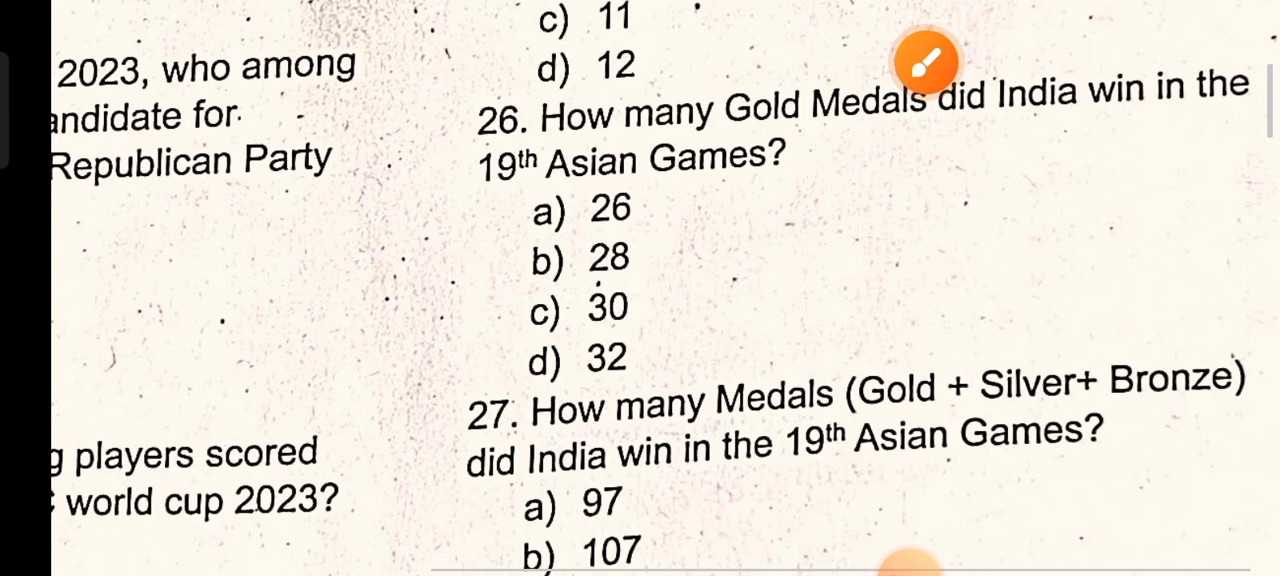 2023, who among
andidate for
Republican Party
g players scored
world cup 2023?
c) 11
d) 12
26. How many Gold Medals did India win in the
19th Asian Games?
a) 26
b) 28
c) 30
d) 32
27. How many Medals (Gold + Silver+ Bronze)
did India win in the 19th Asian Games?
a) 97
b) 107